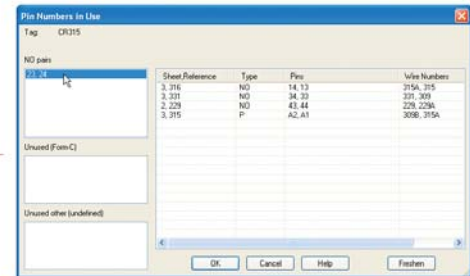 Pin Numbers in Use
Tag: CR315
NO pairs
23, 24
Sheet,Reference Type Pins Wire Numbers
3, 316 NO 14, 13 315A, 315
3, 331 NO 34, 33 331, 309
2, 229 NO 43, 44 229, 229A
3, 315 P A2, A1 309B, 315A
Unused (Form-C)
Unused other (undefined)
OK Cancel Help Freshen